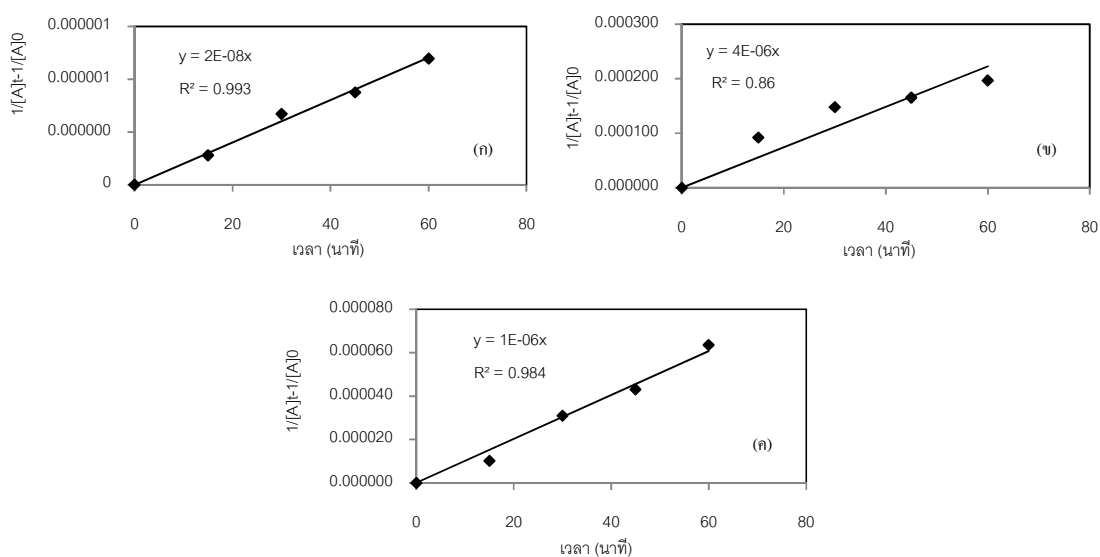 0.000001
0.000001
0.000000
0
1/[A]t-1/[A]0
y = 2E-08x
R² = 0.993
(ก)
0 20 40 60 80
เวลา (นาที)
0.000300
0.000200
0.000100
0.000000
1/[A]t-1/[A]0
y = 4E-06x
R² = 0.86
(ข)
0 20 40 60 80
เวลา (นาที)
0.000080
0.000060
0.000040
0.000020
0.000000
1/[A]t-1/[A]0
y = 1E-06x
R² = 0.984
(ค)
0 20 40 60 80
เวลา (นาที)